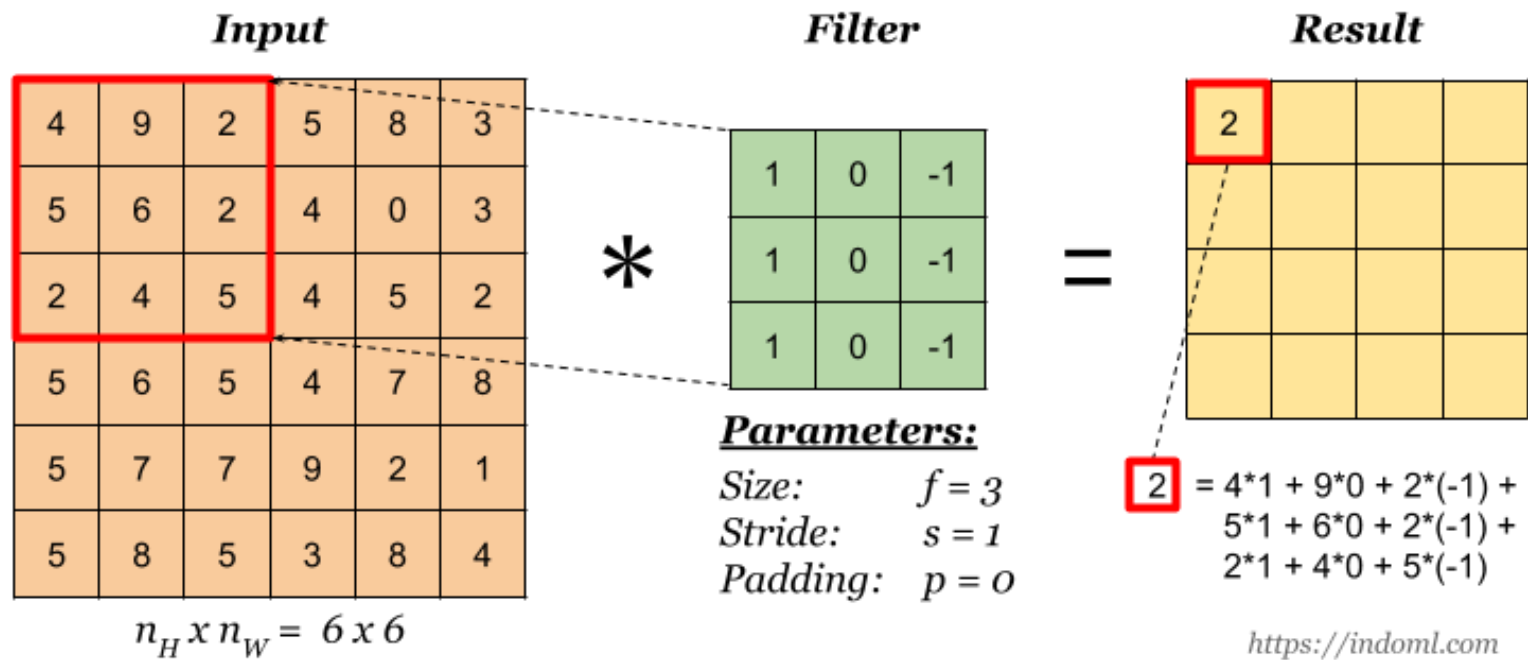 Input
Filter
Result
4 9 2 5 8 3
5 6 2 4 0 3
2 4 5 4 5 2
5 6 5 4 7 8
5 7 7 9 2 1
5 8 5 3 8 4
n_H x n_W = 6 x 6
*
1 0 -1
1 0 -1
1 0 -1
Parameters:
Size: f = 3
Stride: s = 1
Padding: p = 0
=
2
2 = 4*1 + 9*0 + 2*(-1) +
5*1 + 6*0 + 2*(-1) +
2*1 + 4*0 + 5*(-1)
https://indoml.com